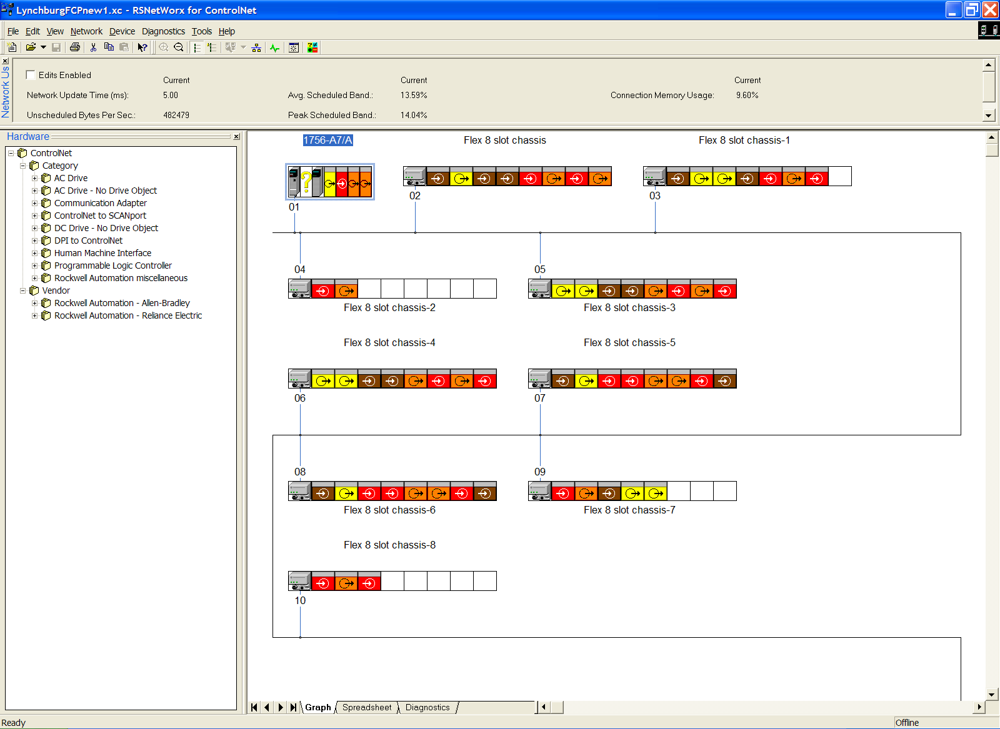 LynchburgFCPnew1.xc - RSNetWorx for ControlNet
File Edit View Network Device Diagnostics Tools Help
Network Us
Edits Enabled
Current
Current
Current
Network Update Time (ms): 5.00
Avg. Scheduled Band.: 13.59%
Connection Memory Usage: 9.60%
Unscheduled Bytes Per Sec.: 482479
Peak Scheduled Band.: 14.04%
Hardware
ControlNet
Category
AC Drive
AC Drive - No Drive Object
Communication Adapter
ControlNet to SCANport
DC Drive - No Drive Object
DPI to ControlNet
Human Machine Interface
Programmable Logic Controller
Rockwell Automation miscellaneous
Vendor
Rockwell Automation - Allen-Bradley
Rockwell Automation - Reliance Electric
1756-A7/A
Flex 8 slot chassis
Flex 8 slot chassis-1
?
01
02
03
04
05
Flex 8 slot chassis-2
Flex 8 slot chassis-3
Flex 8 slot chassis-4
Flex 8 slot chassis-5
06
07
08
09
Flex 8 slot chassis-6
Flex 8 slot chassis-7
Flex 8 slot chassis-8
10
Graph Spreadsheet Diagnostics
Ready
Offline